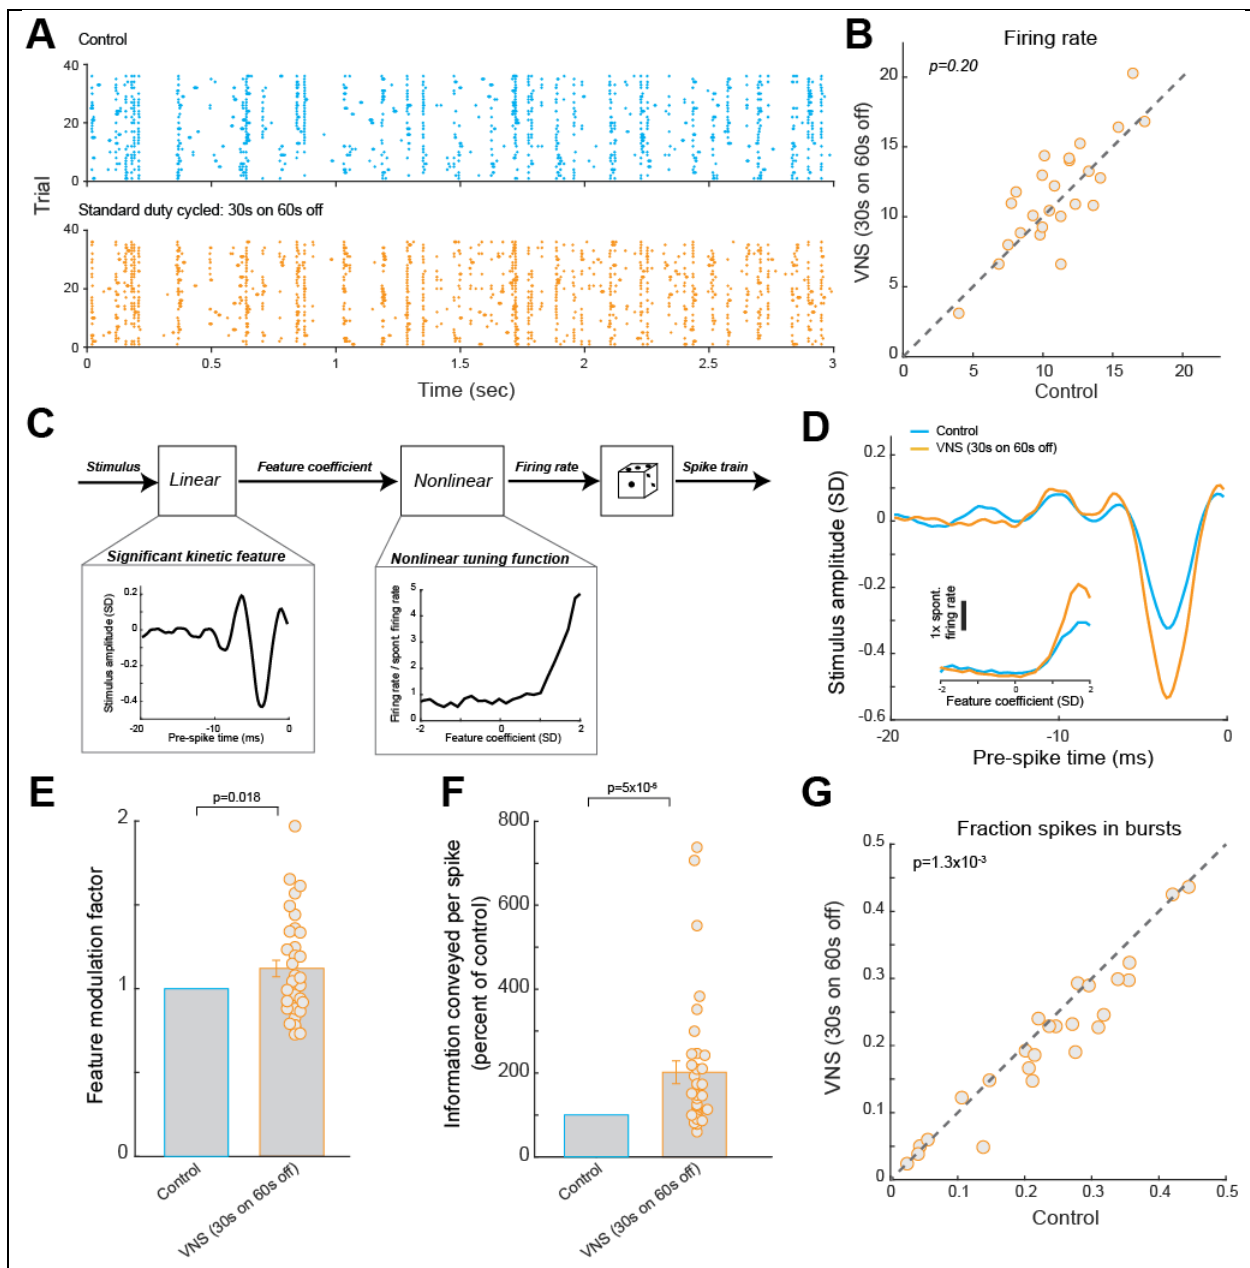 A
Control
40
20
0
Trial
Standard duty cycled: 30s on 60s off
40
20
0
0
0.5
1
1.5
2
2.5
3
Time (sec)
B
Firing rate
p=0.20
VNS (30s on 60s off)
20
15
10
5
0
0
5
10
15
20
Control
C
Stimulus
Linear
Feature coefficient
Nonlinear
Firing rate
Spike train
Significant kinetic feature
Stimulus amplitude (SD)
0.2
0
-0.2
-0.4
-20
-10
0
Pre-spike time (ms)
Nonlinear tuning function
Firing rate / spont. firing rate
5
4
3
2
1
0
-2
0
2
Feature coefficient (SD)
D
Control
VNS (30s on 60s off)
Stimulus amplitude (SD)
0.2
0
-0.2
-0.4
-0.6
1x spont.
firing rate
-2
0
2
Feature coefficient (SD)
-20
-10
0
Pre-spike time (ms)
E
p=0.018
Feature modulation factor
2
1
0
Control
VNS (30s on 60s off)
F
p=5x10⁻⁶
Information conveyed per spike
(percent of control)
800
600
400
200
0
Control
VNS (30s on 60s off)
G
Fraction spikes in bursts
p=1.3x10⁻³
VNS (30s on 60s off)
0.5
0.4
0.3
0.2
0.1
0
0
0.1
0.2
0.3
0.4
0.5
Control